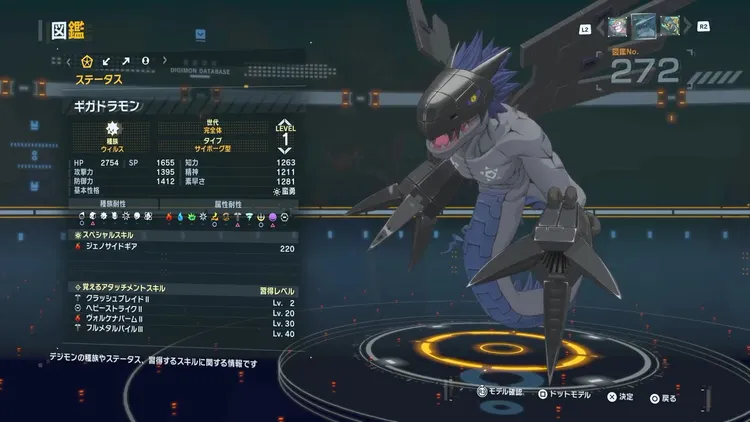 図鑑
L2
R2
図鑑No.
272
DIGIMON DATABASE
ステータス
ギガドラモン
種族
ウィルス
世代
完全体
タイプ
サイボーグ型
LEVEL
1
HP 2754 SP 1655 知力 1263
攻撃力 1395 精神 1211
防御力 1412 素早さ 1281
基本性格 蛮勇
種族耐性 属性耐性
スペシャルスキル
ジェノサイドギア 220
覚えるアタッチメントスキル 習得レベル
クラッシュブレイドII Lv. 2
ヘビーストライクII Lv. 20
ヴォルケナパームII Lv. 30
フルメタルパイルIII Lv. 40
デジモンの種族やステータス、習得するスキルに関する情報です
モデル確認 ドットモデル 決定 戻る